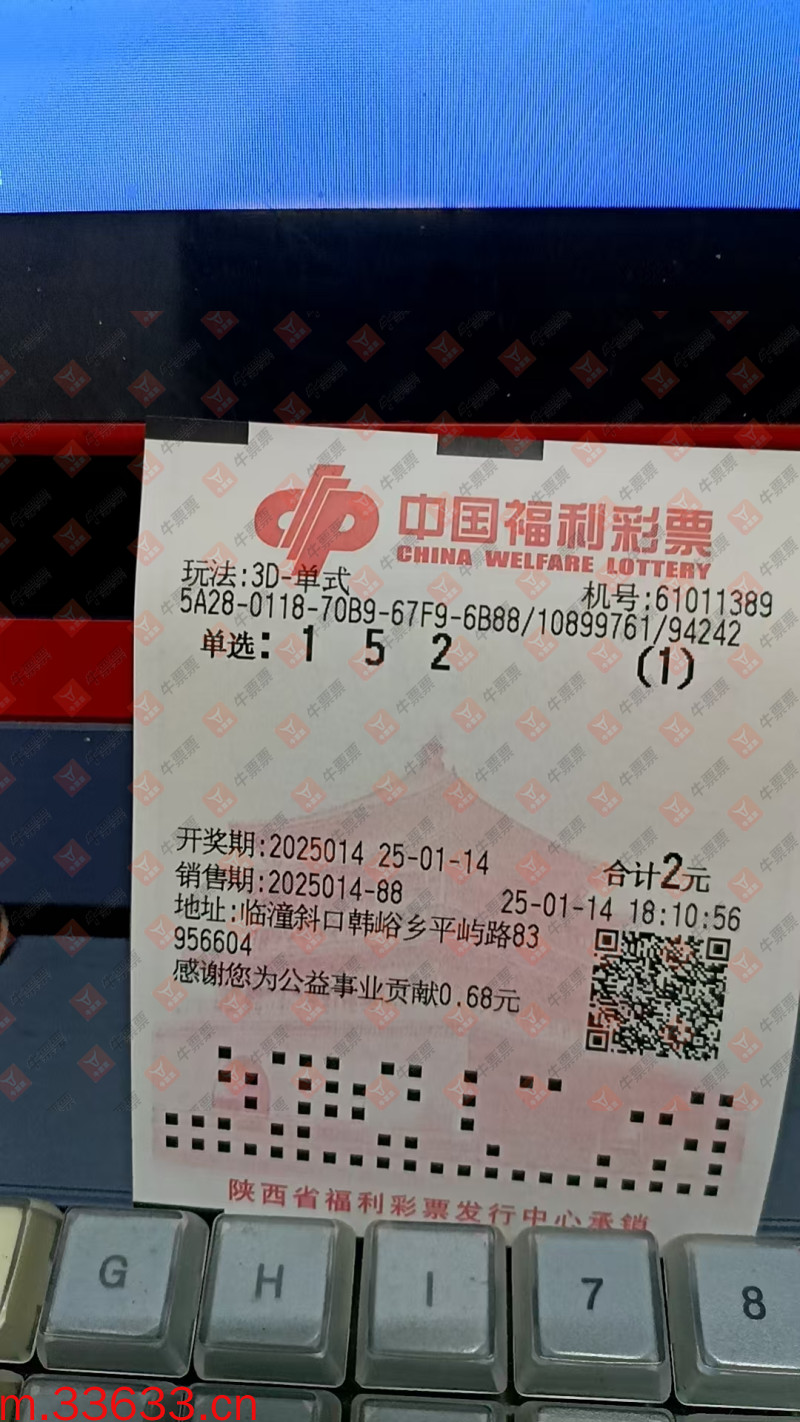 中国福利彩票
CHINA WELFARE LOTTERY
玩法:3D-单式 机号:61011389
5A28-0118-70B9-67F9-6B88/10899761/94242
单选: 1 5 2 (1)
开奖期:2025014 25-01-14 合计2元
销售期:2025014-88 25-01-14 18:10:56
地址:临潼斜口韩峪乡平屿路83
956604
感谢您为公益事业贡献0.68元
陕西省福利彩票发行中心承销
G H I 7 8
m.33633.cn
牛票票